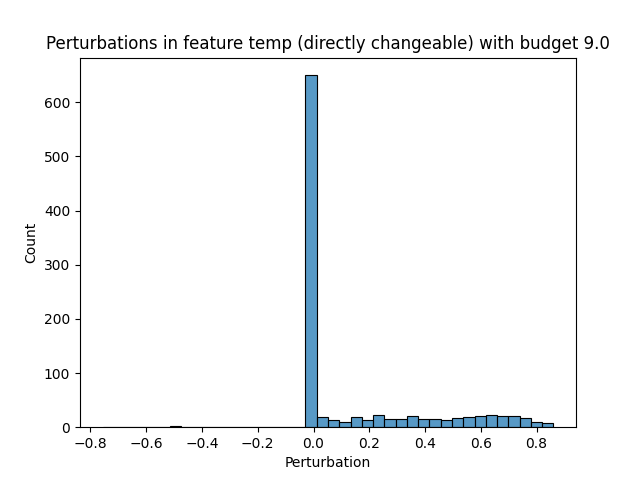 Perturbations in feature temp (directly changeable) with budget 9.0
600
500
400
300
200
100
0
Count
−0.8 −0.6 −0.4 −0.2 0.0 0.2 0.4 0.6 0.8
Perturbation